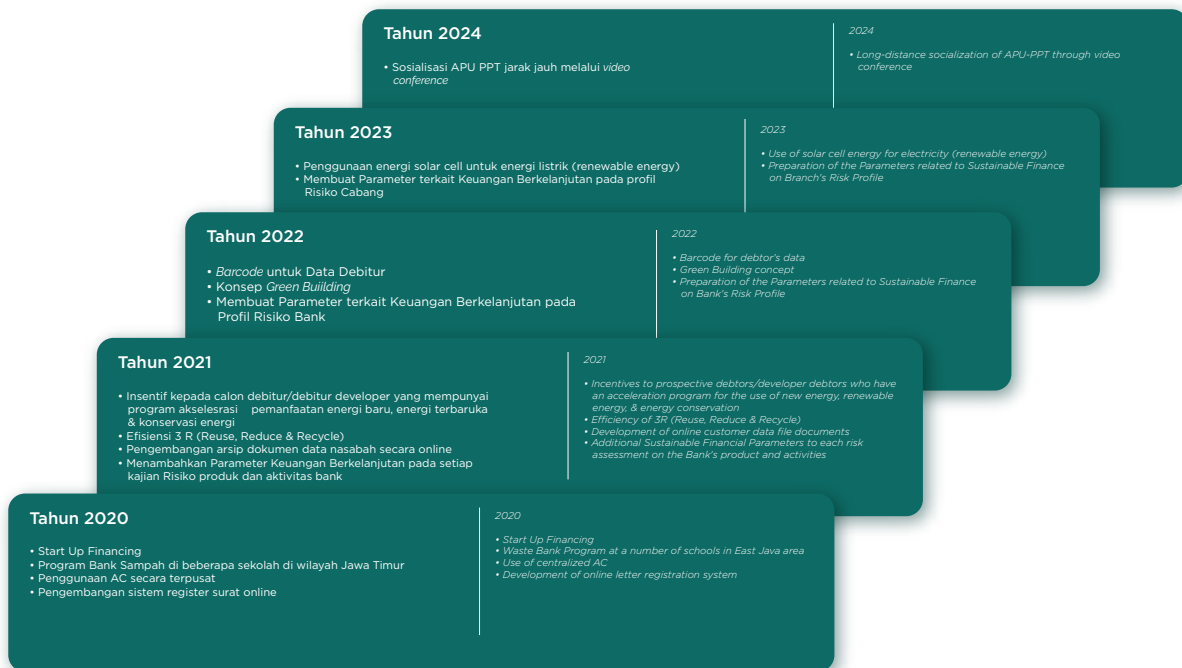 Tahun 2024
• Sosialisasi APU PPT jarak jauh melalui video
conference
2024
• Long-distance socialization of APU-PPT through video
conference
Tahun 2023
• Penggunaan energi solar cell untuk energi listrik (renewable energy)
• Membuat Parameter terkait Keuangan Berkelanjutan pada profil
Risiko Cabang
2023
• Use of solar cell energy for electricity (renewable energy)
• Preparation of the Parameters related to Sustainable Finance
on Branch's Risk Profile
Tahun 2022
• Barcode untuk Data Debitur
• Konsep Green Buiilding
• Membuat Parameter terkait Keuangan Berkelanjutan pada
Profil Risiko Bank
2022
• Barcode for debtor's data
• Green Building concept
• Preparation of the Parameters related to Sustainable Finance
on Bank's Risk Profile
Tahun 2021
• Insentif kepada calon debitur/debitur developer yang mempunyai
program akselesrasi pemanfaatan energi baru, energi terbaruka
& konservasi energi
• Efisiensi 3 R (Reuse, Reduce & Recycle)
• Pengembangan arsip dokumen data nasabah secara online
• Menambahkan Parameter Keuangan Berkelanjutan pada setiap
kajian Risiko produk dan aktivitas bank
2021
• Incentives to prospective debtors/developer debtors who have
an acceleration program for the use of new energy, renewable
energy, & energy conservation
• Efficiency of 3R (Reuse, Reduce & Recycle)
• Development of online customer data file documents
• Additional Sustainable Financial Parameters to each risk
assessment on the Bank's product and activities
Tahun 2020
• Start Up Financing
• Program Bank Sampah di beberapa sekolah di wilayah Jawa Timur
• Penggunaan AC secara terpusat
• Pengembangan sistem register surat online
2020
• Start Up Financing
• Waste Bank Program at a number of schools in East Java area
• Use of centralized AC
• Development of online letter registration system